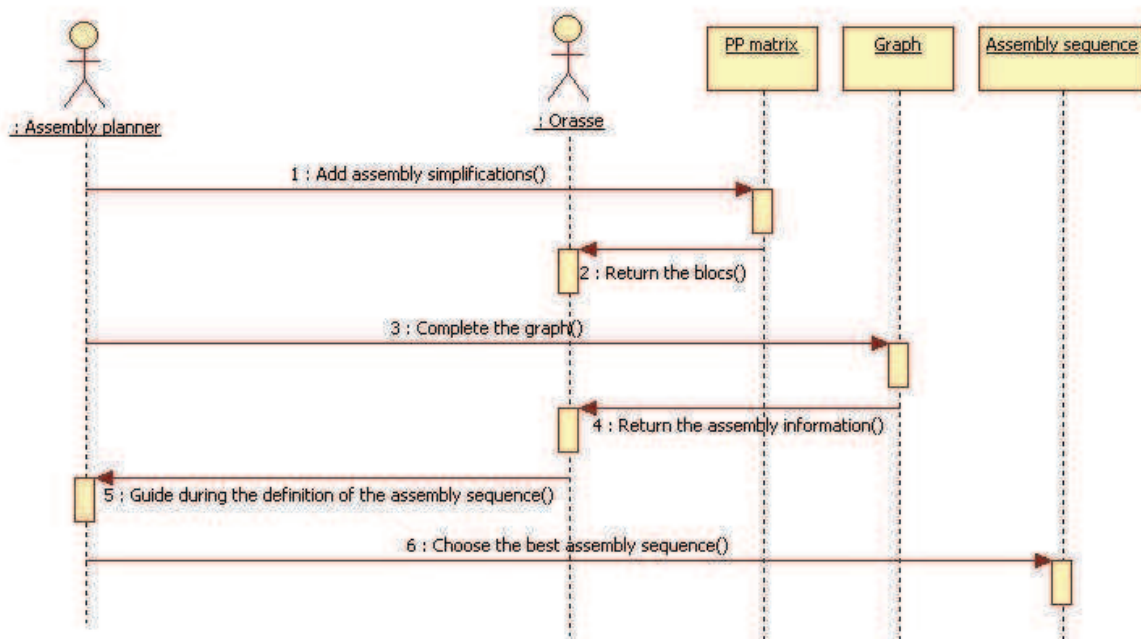 PP matrix
Graph
Assembly sequence
: Assembly planner
: Orasse
1 : Add assembly simplifications()
2 : Return the blocs()
3 : Complete the graph()
4 : Return the assembly information()
5 : Guide during the definition of the assembly sequence()
6 : Choose the best assembly sequence()